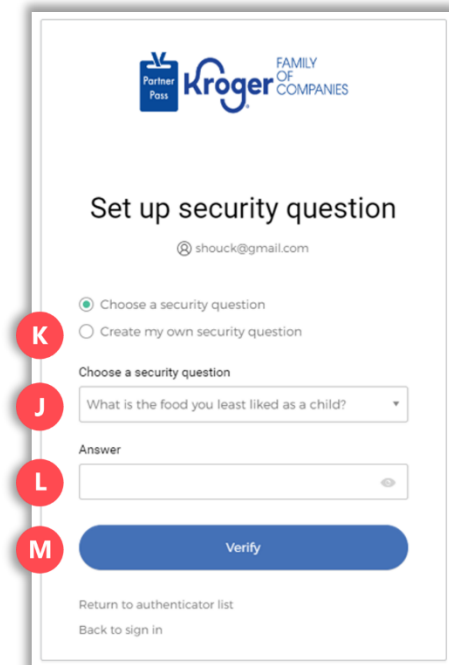 Partner
Pass
Kroger
FAMILY
OF
COMPANIES
Set up security question
shouck@gmail.com
Choose a security question
K
Create my own security question
Choose a security question
J
What is the food you least liked as a child?
Answer
L
M
Verify
Return to authenticator list
Back to sign in